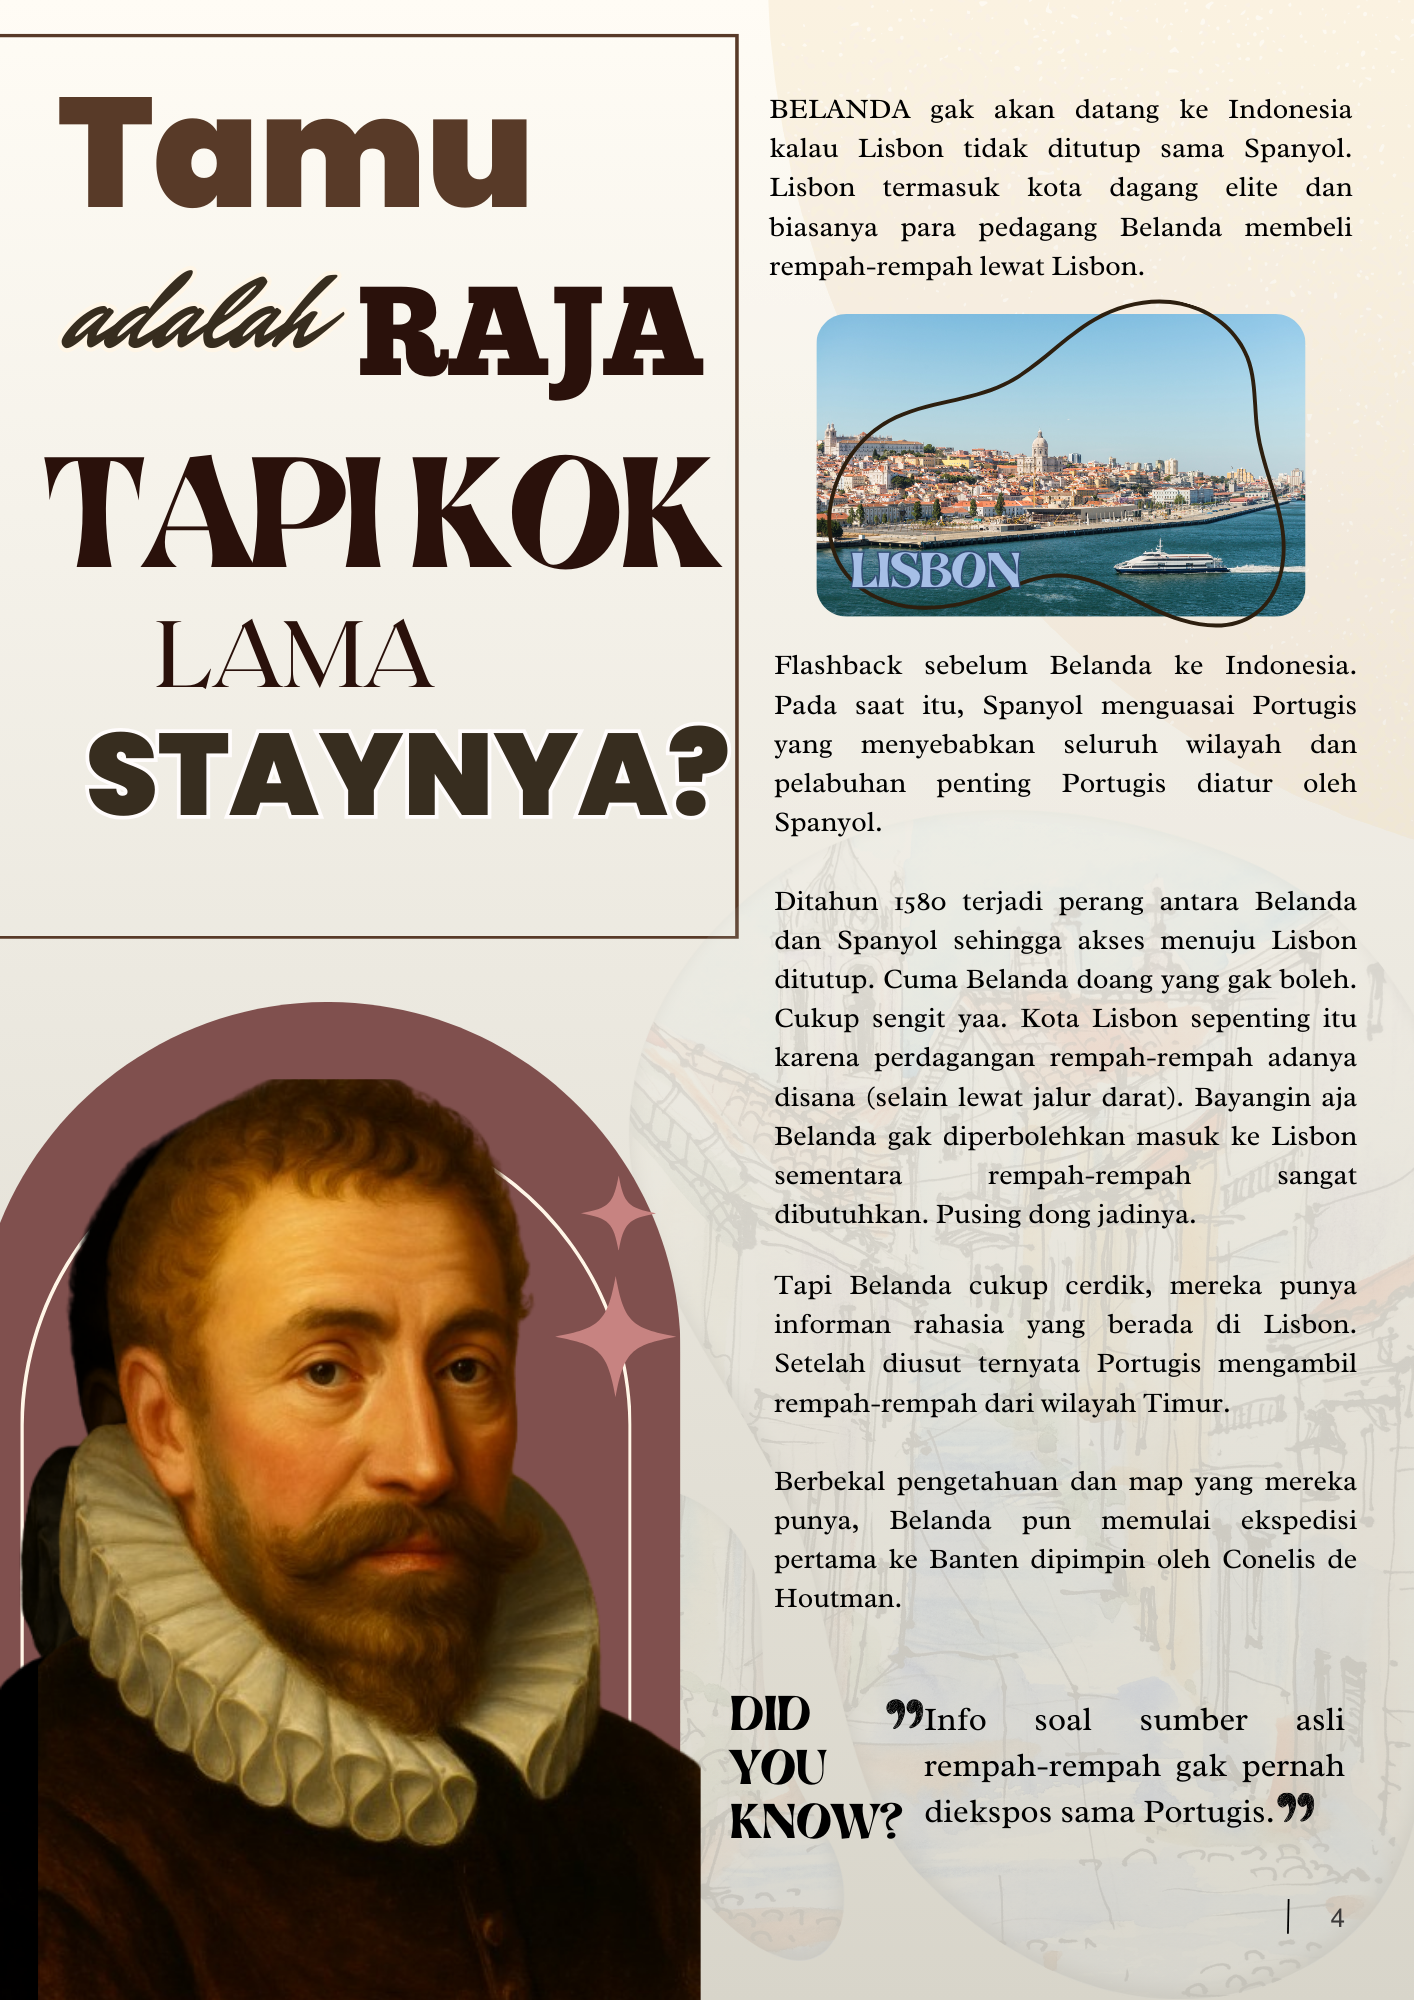 Tamu
adalah RAJA
TAPI KOK
LAMA
STAYNYA?
BELANDA gak akan datang ke Indonesia
kalau Lisbon tidak ditutup sama Spanyol.
Lisbon termasuk kota dagang elite dan
biasanya para pedagang Belanda membeli
rempah-rempah lewat Lisbon.
LISBON
Flashback sebelum Belanda ke Indonesia.
Pada saat itu, Spanyol menguasai Portugis
yang menyebabkan seluruh wilayah dan
pelabuhan penting Portugis diatur oleh
Spanyol.
Ditahun 1580 terjadi perang antara Belanda
dan Spanyol sehingga akses menuju Lisbon
ditutup. Cuma Belanda doang yang gak boleh.
Cukup sengit yaa. Kota Lisbon sepenting itu
karena perdagangan rempah-rempah adanya
disana (selain lewat jalur darat). Bayangin aja
Belanda gak diperbolehkan masuk ke Lisbon
sementara rempah-rempah sangat
dibutuhkan. Pusing dong jadinya.
Tapi Belanda cukup cerdik, mereka punya
informan rahasia yang berada di Lisbon.
Setelah diusut ternyata Portugis mengambil
rempah-rempah dari wilayah Timur.
Berbekal pengetahuan dan map yang mereka
punya, Belanda pun memulai ekspedisi
pertama ke Banten dipimpin oleh Conelis de
Houtman.
DID
YOU
KNOW?
”Info soal sumber asli
rempah-rempah gak pernah
diekspos sama Portugis.”
4